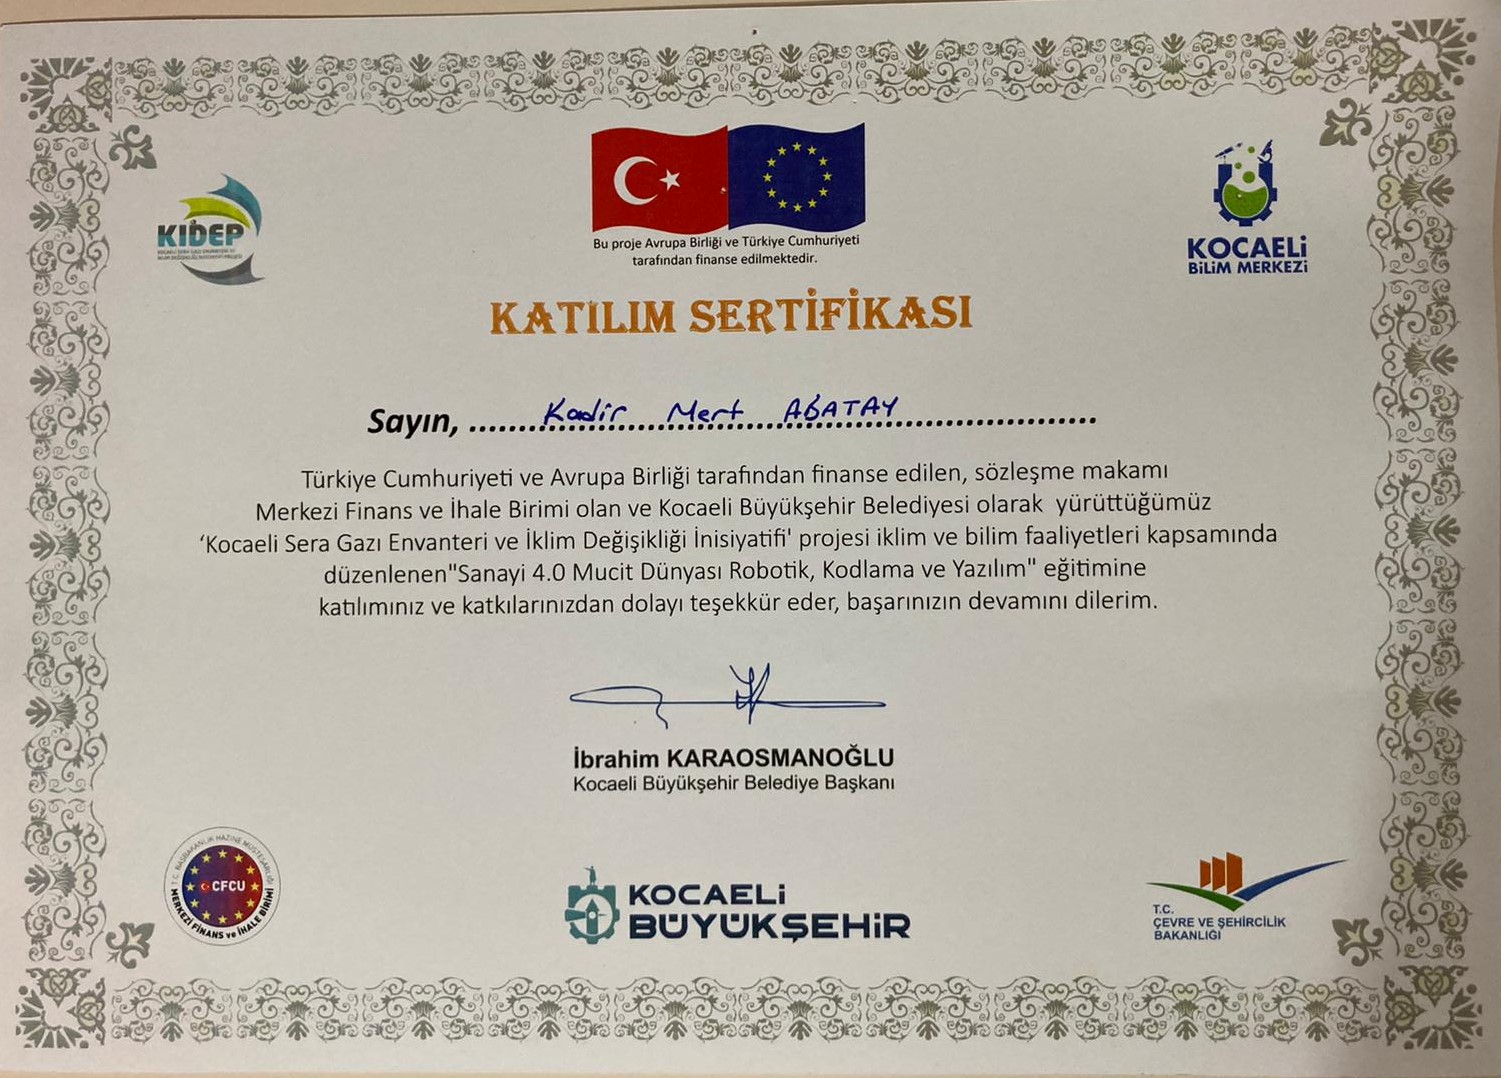 Bu proje Avrupa Birliği ve Türkiye Cumhuriyeti
tarafından finanse edilmektedir.
KIDEP
KOCAELİ
BİLİM MERKEZİ
KATILIM SERTİFİKASI
Sayın, Kadir Mert ABATAY
Türkiye Cumhuriyeti ve Avrupa Birliği tarafından finanse edilen, sözleşme makamı
Merkezi Finans ve İhale Birimi olan ve Kocaeli Büyükşehir Belediyesi olarak yürüttüğümüz
‘Kocaeli Sera Gazı Envanteri ve İklim Değişikliği İnisiyatifi' projesi iklim ve bilim faaliyetleri kapsamında
düzenlenen"Sanayi 4.0 Mucit Dünyası Robotik, Kodlama ve Yazılım" eğitimine
katılımınız ve katkılarınızdan dolayı teşekkür eder, başarınızın devamını dilerim.
İbrahim KARAOSMANOĞLU
Kocaeli Büyükşehir Belediye Başkanı
T.C. BAŞBAKANLIK HAZİNE MÜSTEŞARLIĞI
CFCU
MERKEZİ FİNANS ve İHALE BİRİMİ
KOCAELİ
BÜYÜKŞEHİR
T.C.
ÇEVRE VE ŞEHİRCİLİK
BAKANLIĞI